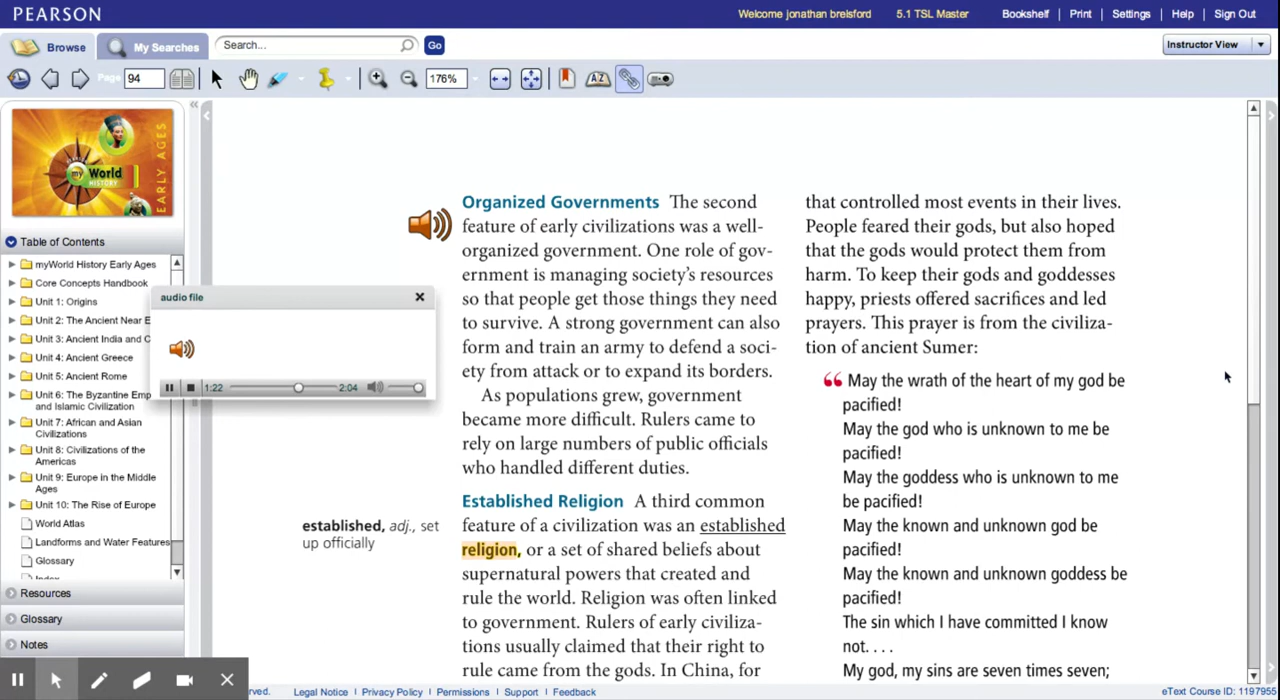 PEARSON
Welcome jonathan brelsford
5.1 TSL Master
Bookshelf | Print | Settings | Help | Sign Out
Browse
My Searches
Search...
Go
Instructor View
Page
94
176%
my World
HISTORY
EARLY AGES
Table of Contents
myWorld History Early Ages
Core Concepts Handbook
Unit 1: Origins
Unit 2: The Ancient Near E
Unit 3: Ancient India and C
Unit 4: Ancient Greece
Unit 5: Ancient Rome
Unit 6: The Byzantine Emp
and Islamic Civilization
Unit 7: African and Asian
Civilizations
Unit 8: Civilizations of the
Americas
Unit 9: Europe in the Middle
Ages
Unit 10: The Rise of Europe
World Atlas
Landforms and Water Features
Glossary
Index
Resources
Glossary
Notes
audio file
1:22
2:04
established, adj., set
up officially
Organized Governments The second
feature of early civilizations was a well-
organized government. One role of gov-
ernment is managing society's resources
so that people get those things they need
to survive. A strong government can also
form and train an army to defend a soci-
ety from attack or to expand its borders.
As populations grew, government
became more difficult. Rulers came to
rely on large numbers of public officials
who handled different duties.
Established Religion A third common
feature of a civilization was an established
religion, or a set of shared beliefs about
supernatural powers that created and
rule the world. Religion was often linked
to government. Rulers of early civiliza-
tions usually claimed that their right to
rule came from the gods. In China, for
that controlled most events in their lives.
People feared their gods, but also hoped
that the gods would protect them from
harm. To keep their gods and goddesses
happy, priests offered sacrifices and led
prayers. This prayer is from the civiliza-
tion of ancient Sumer:
“ May the wrath of the heart of my god be
pacified!
May the god who is unknown to me be
pacified!
May the goddess who is unknown to me
be pacified!
May the known and unknown god be
pacified!
May the known and unknown goddess be
pacified!
The sin which I have committed I know
not. . . .
My god, my sins are seven times seven;
rved. Legal Notice | Privacy Policy | Permissions | Support | Feedback
eText Course ID: 1197955